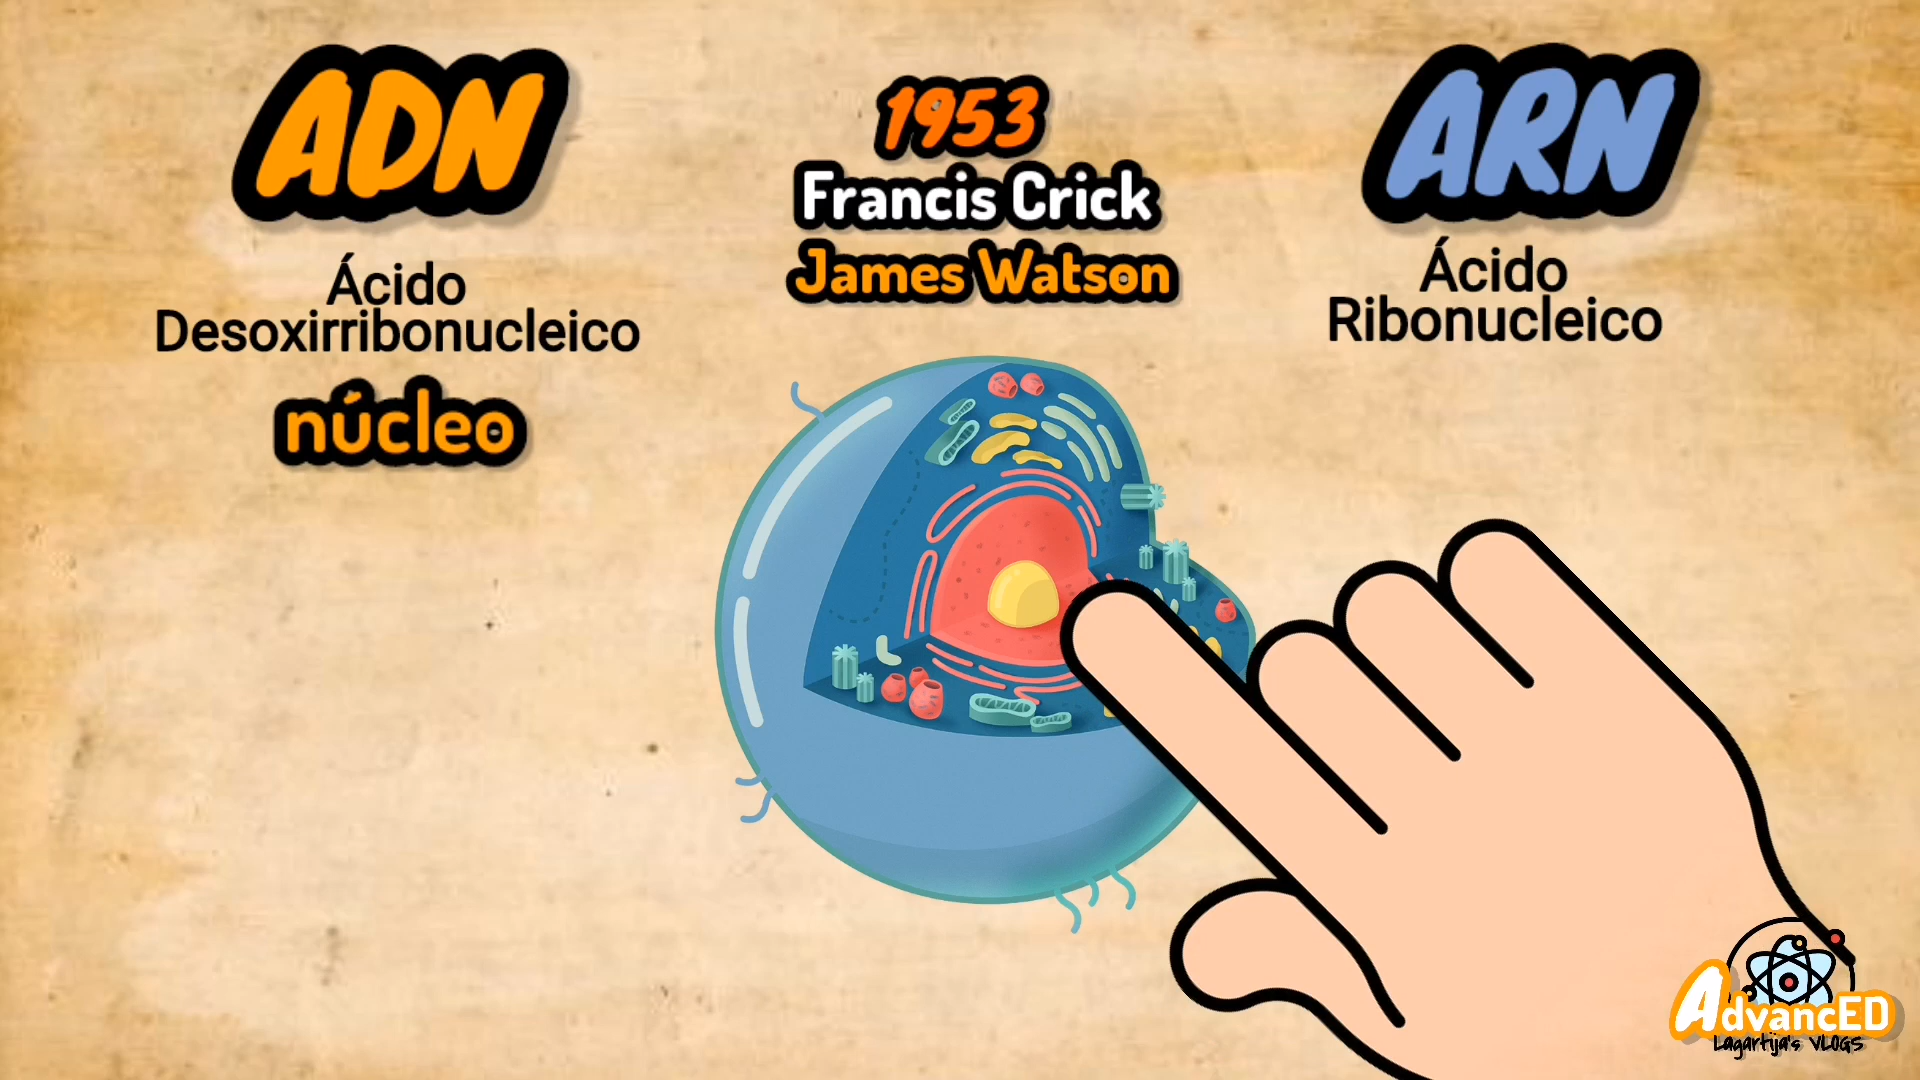 ADN
Ácido
Desoxirribonucleico
núcleo
1953
Francis Crick
James Watson
ARN
Ácido
Ribonucleico
AdvancED
Lagartija's VLOGS